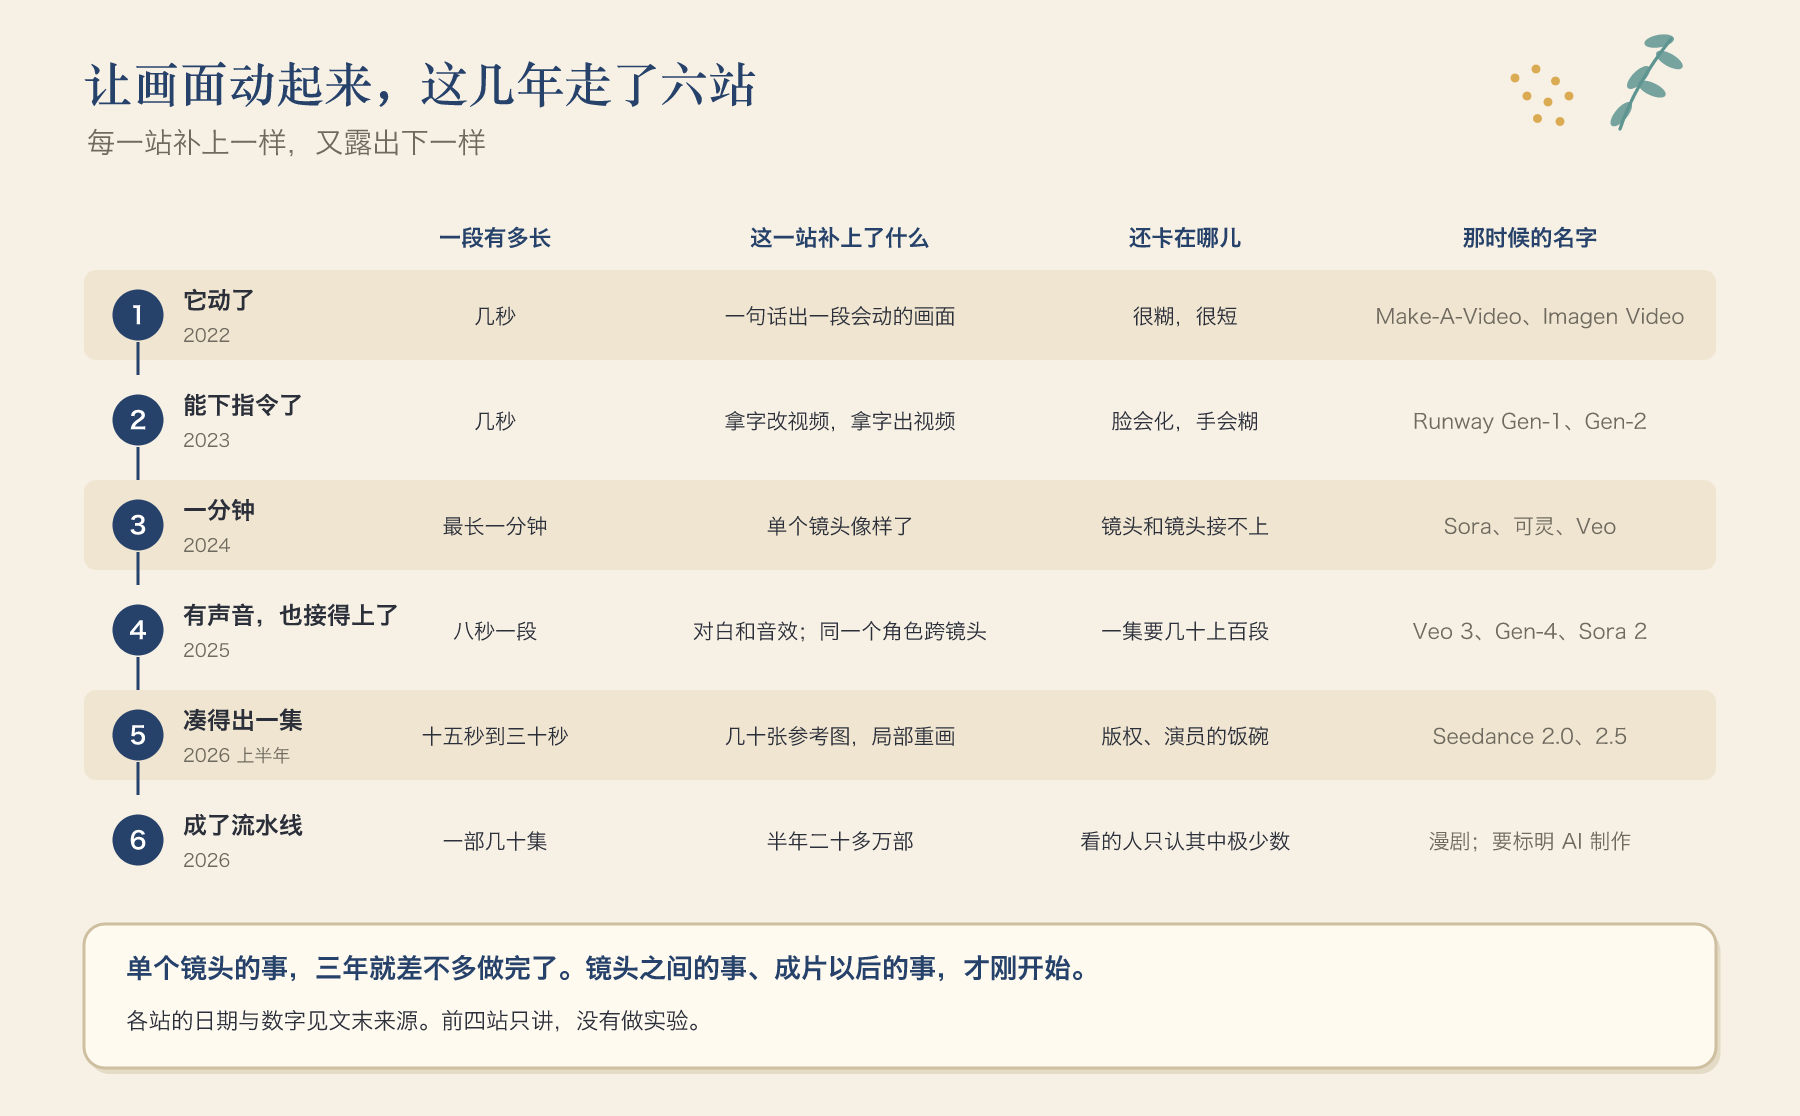 让画面动起来，这几年走了六站
每一站补上一样，又露出下一样
一段有多长 这一站补上了什么 还卡在哪儿 那时候的名字
1 它动了 几秒 一句话出一段会动的画面 很糊，很短 Make-A-Video、Imagen Video
2022
2 能下指令了 几秒 拿字改视频，拿字出视频 脸会化，手会糊 Runway Gen-1、Gen-2
2023
3 一分钟 最长一分钟 单个镜头像样了 镜头和镜头接不上 Sora、可灵、Veo
2024
4 有声音，也接得上了 八秒一段 对白和音效；同一个角色跨镜头 一集要几十上百段 Veo 3、Gen-4、Sora 2
2025
5 凑得出一集 十五秒到三十秒 几十张参考图，局部重画 版权、演员的饭碗 Seedance 2.0、2.5
2026 上半年
6 成了流水线 一部几十集 半年二十多万部 看的人只认其中极少数 漫剧；要标明 AI 制作
2026
单个镜头的事，三年就差不多做完了。镜头之间的事、成片以后的事，才刚开始。
各站的日期与数字见文末来源。前四站只讲，没有做实验。